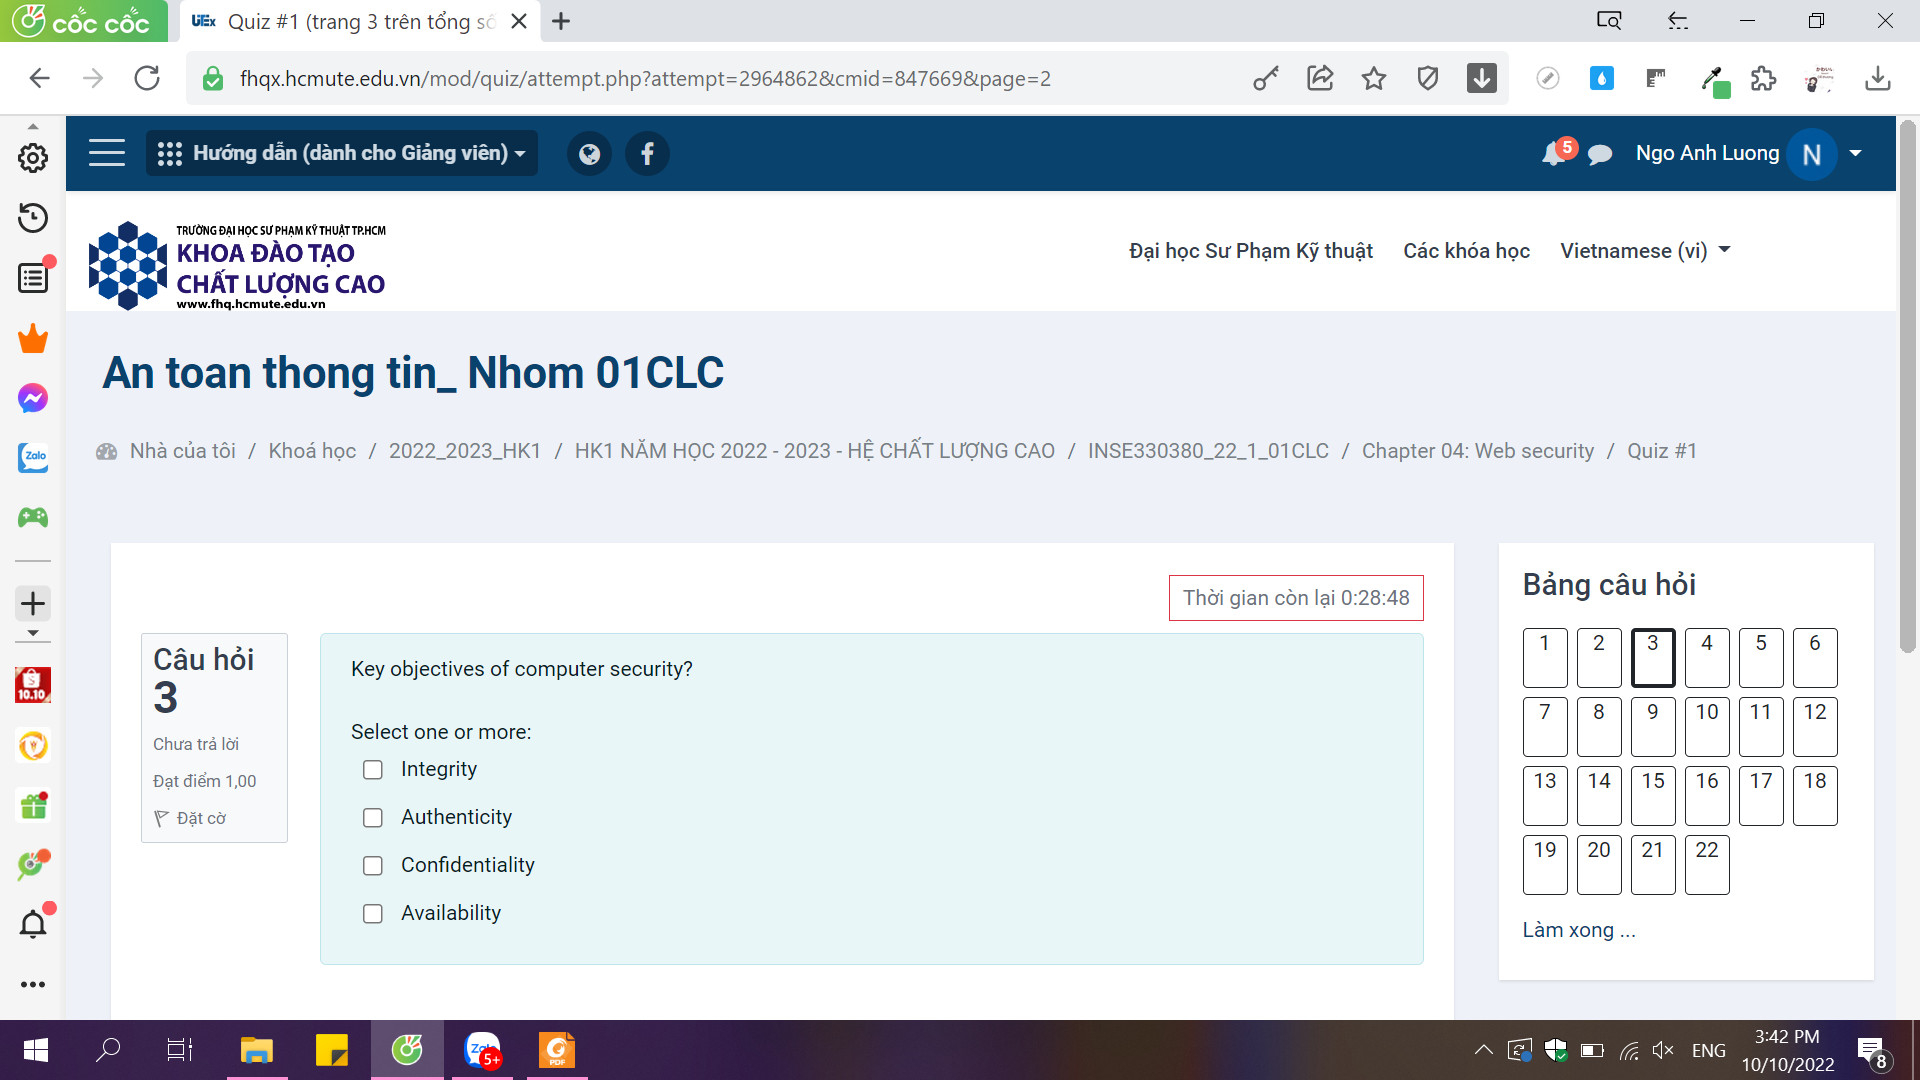 cốc cốc
UEx Quiz #1 (trang 3 trên tổng số
fhqx.hcmute.edu.vn/mod/quiz/attempt.php?attempt=2964862&cmid=847669&page=2
Hướng dẫn (dành cho Giảng viên)
5
Ngo Anh Luong
N
TRƯỜNG ĐẠI HỌC SƯ PHẠM KỸ THUẬT TP.HCM
KHOA ĐÀO TẠO
CHẤT LƯỢNG CAO
www.fhq.hcmute.edu.vn
Đại học Sư Phạm Kỹ thuật Các khóa học Vietnamese (vi)
An toan thong tin_ Nhom 01CLC
Nhà của tôi / Khoá học / 2022_2023_HK1 / HK1 NĂM HỌC 2022 - 2023 - HỆ CHẤT LƯỢNG CAO / INSE330380_22_1_01CLC / Chapter 04: Web security / Quiz #1
Zalo
10.10
Thời gian còn lại 0:28:48
Câu hỏi
3
Chưa trả lời
Đạt điểm 1,00
Đặt cờ
Key objectives of computer security?
Select one or more:
Integrity
Authenticity
Confidentiality
Availability
Bảng câu hỏi
1 2 3 4 5 6
7 8 9 10 11 12
13 14 15 16 17 18
19 20 21 22
Làm xong ...
5+
PDF
ENG
3:42 PM
10/10/2022
8